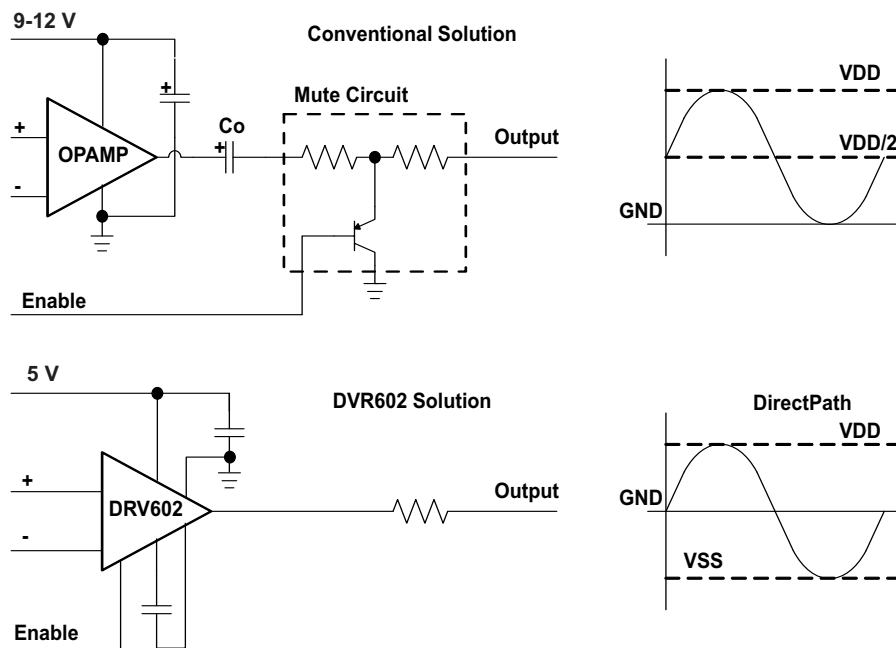 9-12 V
Conventional Solution
+
Mute Circuit
+
OPAMP
-
Co
+
Output
Enable
VDD
VDD/2
GND
5 V
DVR602 Solution
+
DRV602
-
Output
Enable
DirectPath
VDD
GND
VSS